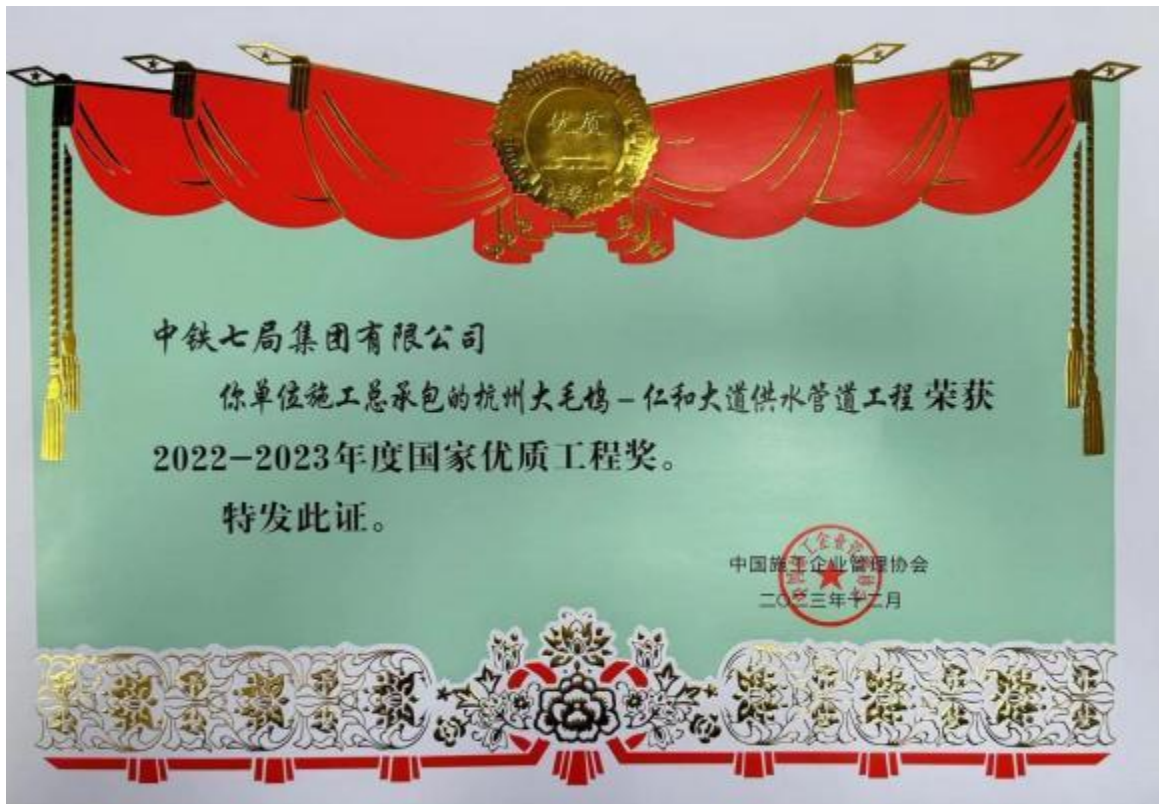 优质
中铁七局集团有限公司
你单位施工总承包的杭州大毛坞–仁和大道供水管道工程 荣获
2022–2023年度国家优质工程奖。
特发此证。
中国施工企业管理协会
二〇二三年十二月